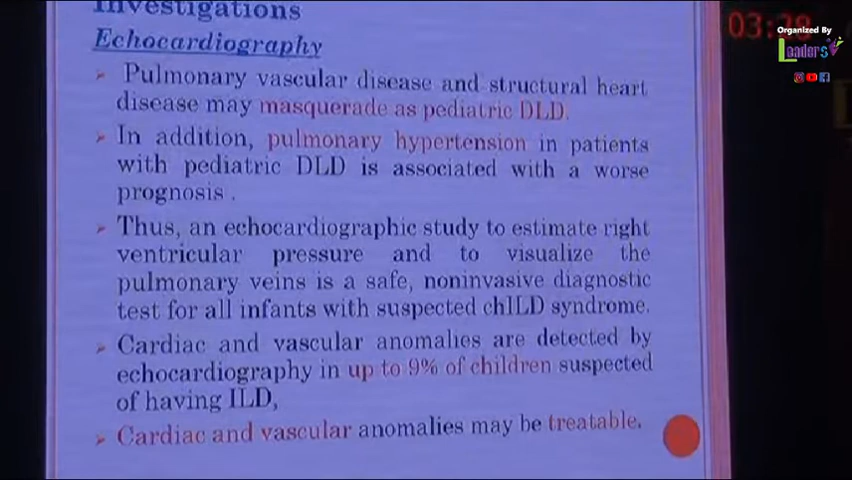 Investigations
Echocardiography
Pulmonary vascular disease and structural heart
disease may masquerade as pediatric DLD.
In addition, pulmonary hypertension in patients
with pediatric DLD is associated with a worse
prognosis .
Thus, an echocardiographic study to estimate right
ventricular pressure and to visualize the
pulmonary veins is a safe, noninvasive diagnostic
test for all infants with suspected chILD syndrome.
Cardiac and vascular anomalies are detected by
echocardiography in up to 9% of children suspected
of having ILD,
Cardiac and vascular anomalies may be treatable.
Organized By
Leaders